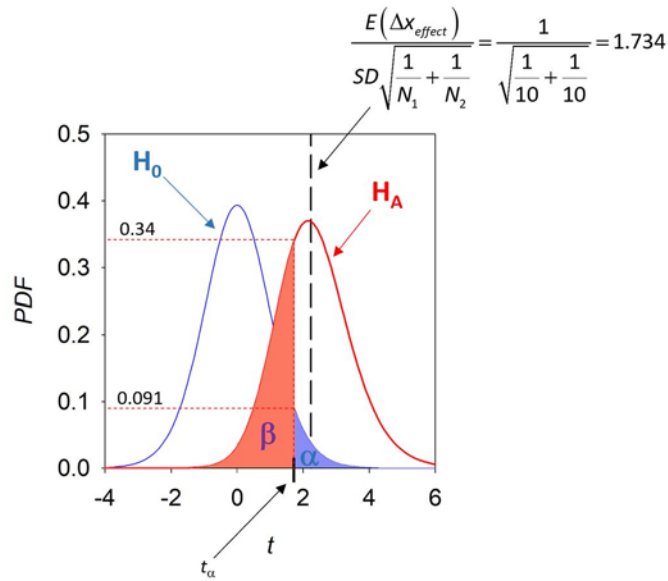 E(Δx_effect) / (SD√(1/N₁ + 1/N₂)) = 1 / √(1/10 + 1/10) = 1.734
0.5
H₀
0.4
H_A
0.34
0.3
PDF
0.2
0.1
0.091
β
α
0.0
-4 -2 0 2 4 6
t_α
t